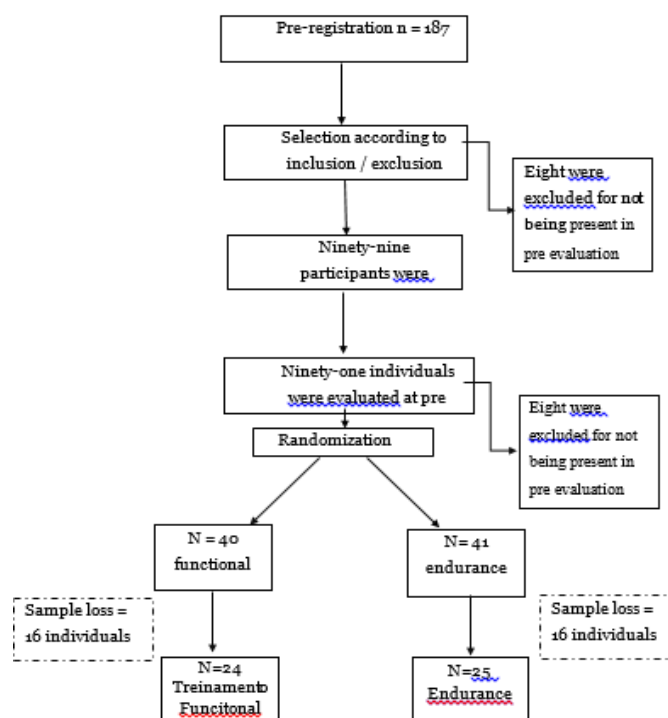 Pre-registration n = 187
Selection according to
inclusion / exclusion
Eight were
excluded for not
being present in
pre evaluation
Ninety-nine
participants were
Ninety-one individuals
were evaluated at pre
Eight were
excluded for not
being present in
pre evaluation
Randomization
N = 40
functional
N= 41
endurance
Sample loss =
16 individuals
Sample loss =
16 individuals
N=24
Treinamento
Funcitonal
N=25
Endurance